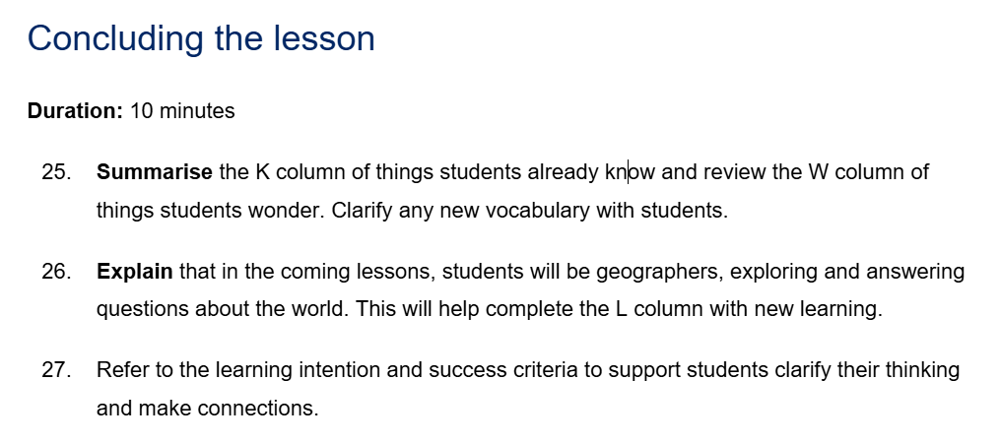 Concluding the lesson
Duration: 10 minutes
25. Summarise the K column of things students already know and review the W column of
things students wonder. Clarify any new vocabulary with students.
26. Explain that in the coming lessons, students will be geographers, exploring and answering
questions about the world. This will help complete the L column with new learning.
27. Refer to the learning intention and success criteria to support students clarify their thinking
and make connections.